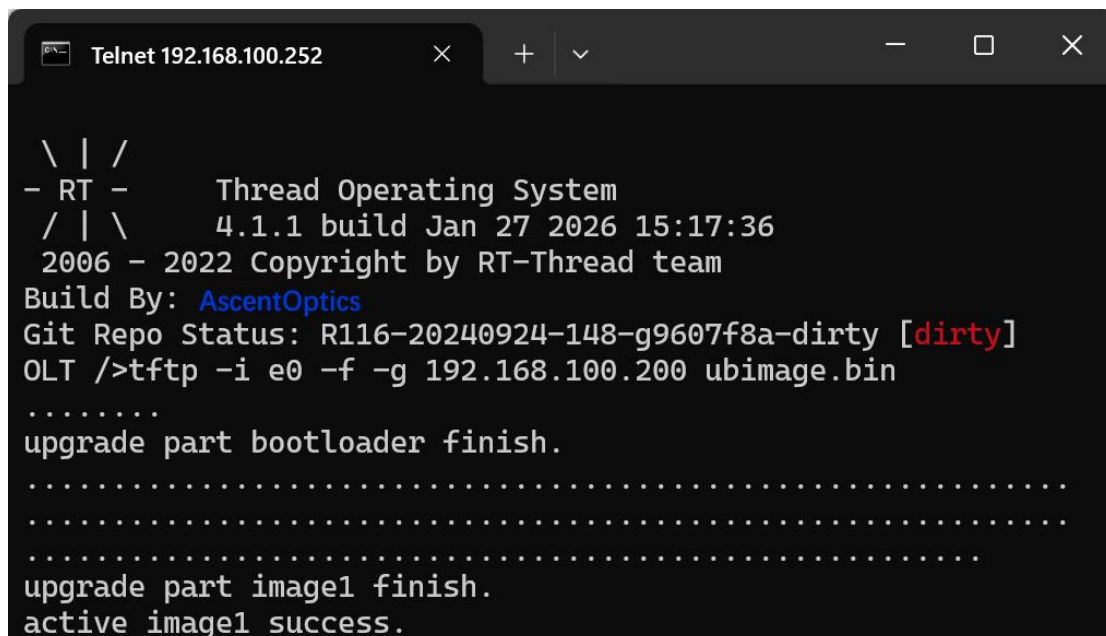 Telnet 192.168.100.252
\ | /
- RT -     Thread Operating System
/ | \     4.1.1 build Jan 27 2026 15:17:36
2006 - 2022 Copyright by RT-Thread team
Build By: AscentOptics
Git Repo Status: R116-20240924-148-g9607f8a-dirty [dirty]
OLT />tftp -i e0 -f -g 192.168.100.200 ubimage.bin
........
upgrade part bootloader finish.
............................................................
............................................................
.......................................................
upgrade part image1 finish.
active image1 success.